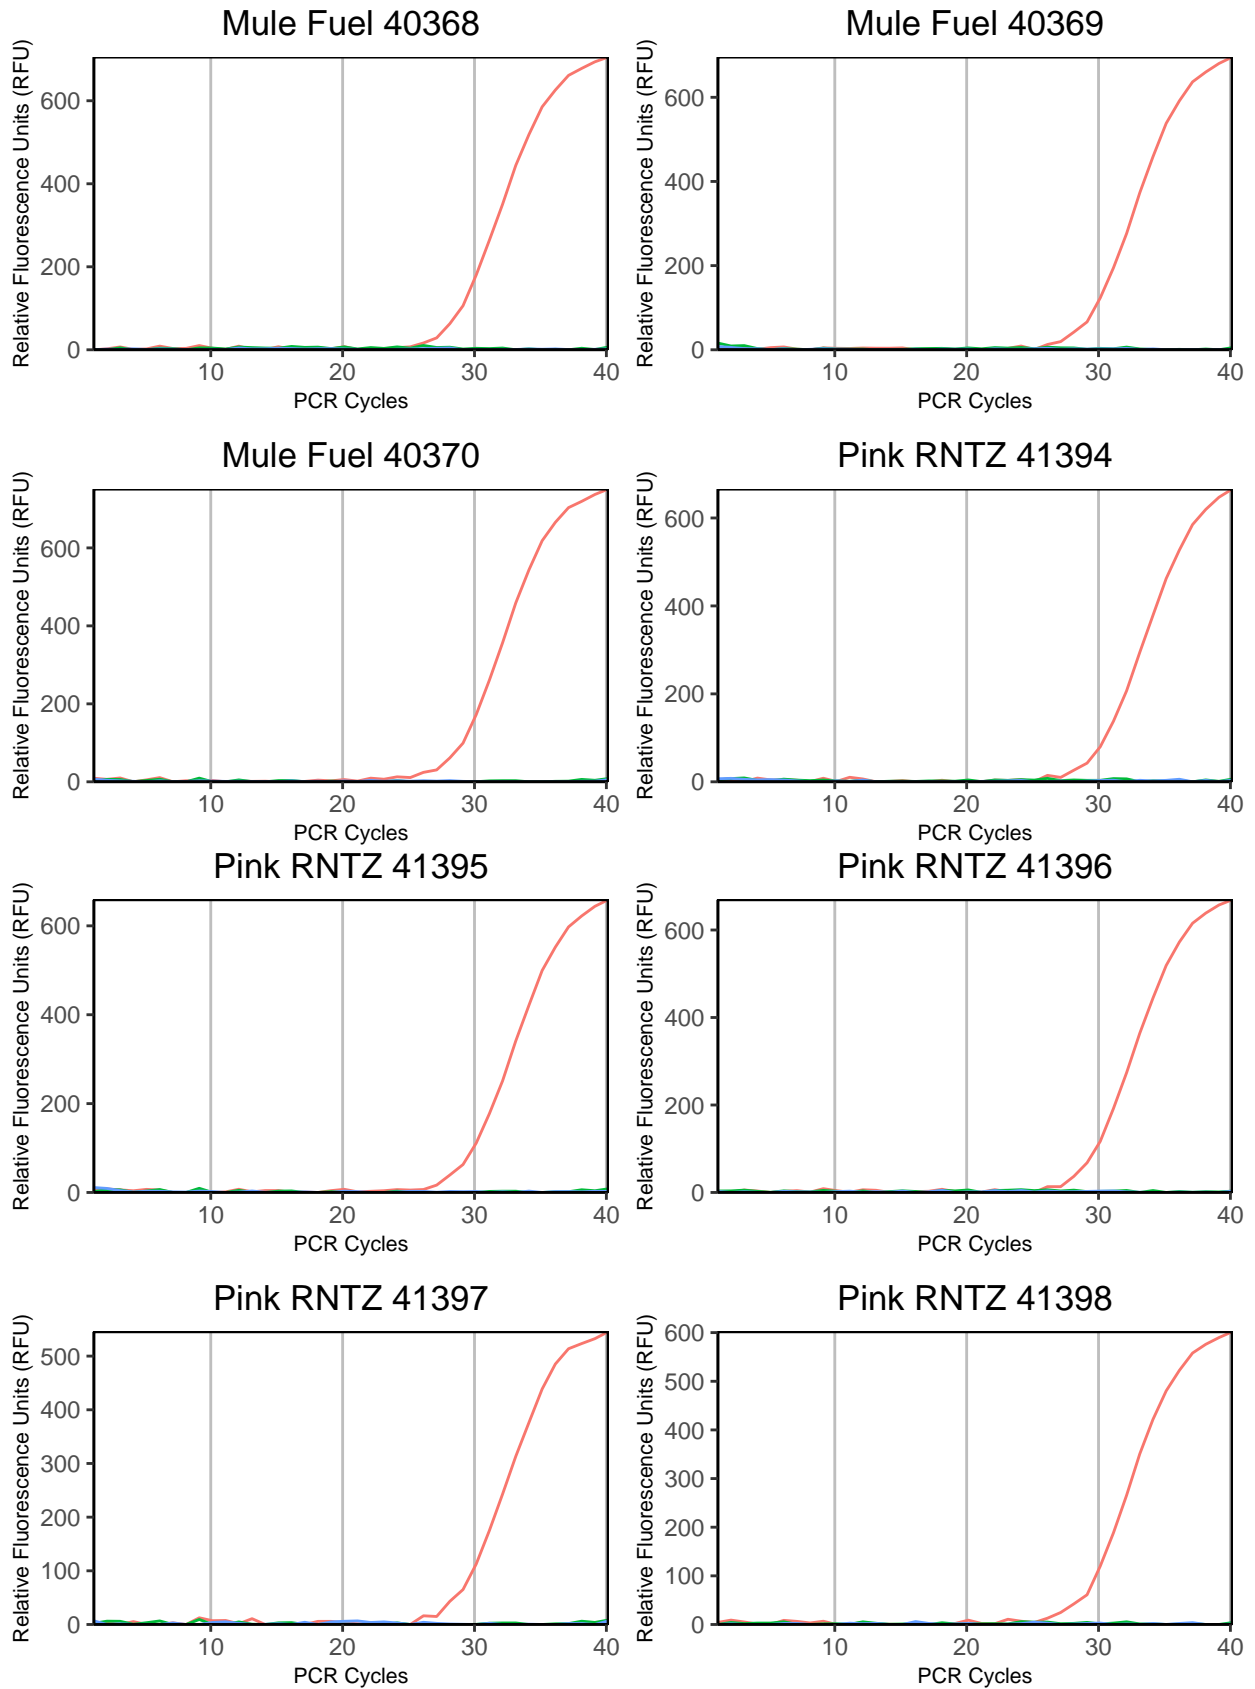 Mule Fuel 40368
Relative Fluorescence Units (RFU)
600
400
200
0
10 20 30 40
PCR Cycles
Mule Fuel 40369
Relative Fluorescence Units (RFU)
600
400
200
0
10 20 30 40
PCR Cycles
Mule Fuel 40370
Relative Fluorescence Units (RFU)
600
400
200
0
10 20 30 40
PCR Cycles
Pink RNTZ 41394
Relative Fluorescence Units (RFU)
600
400
200
0
10 20 30 40
PCR Cycles
Pink RNTZ 41395
Relative Fluorescence Units (RFU)
600
400
200
0
10 20 30 40
PCR Cycles
Pink RNTZ 41396
Relative Fluorescence Units (RFU)
600
400
200
0
10 20 30 40
PCR Cycles
Pink RNTZ 41397
Relative Fluorescence Units (RFU)
500
400
300
200
100
0
10 20 30 40
PCR Cycles
Pink RNTZ 41398
Relative Fluorescence Units (RFU)
600
500
400
300
200
100
0
10 20 30 40
PCR Cycles